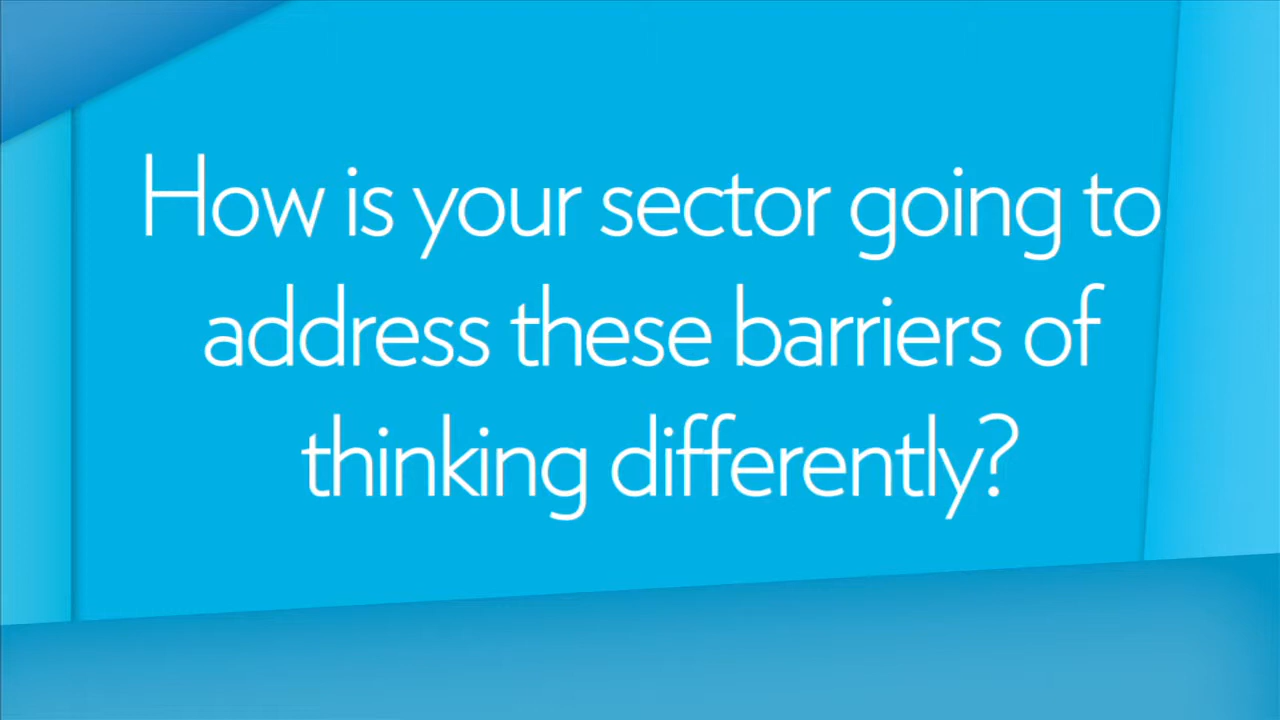 How is your sector going to
address these barriers of
thinking differently?